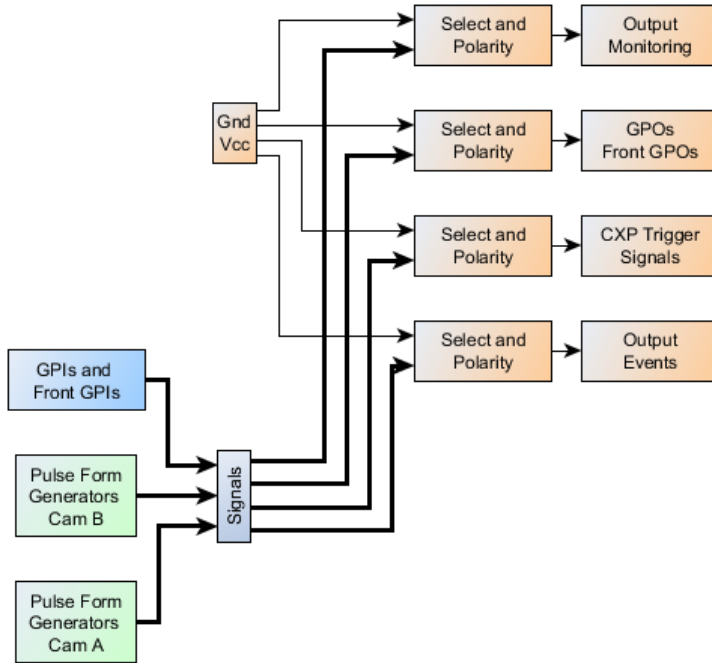 Select and
Polarity
Output
Monitoring
Gnd
Vcc
Select and
Polarity
GPOs
Front GPOs
Select and
Polarity
CXP Trigger
Signals
Select and
Polarity
Output
Events
GPIs and
Front GPIs
Pulse Form
Generators
Cam B
Signals
Pulse Form
Generators
Cam A